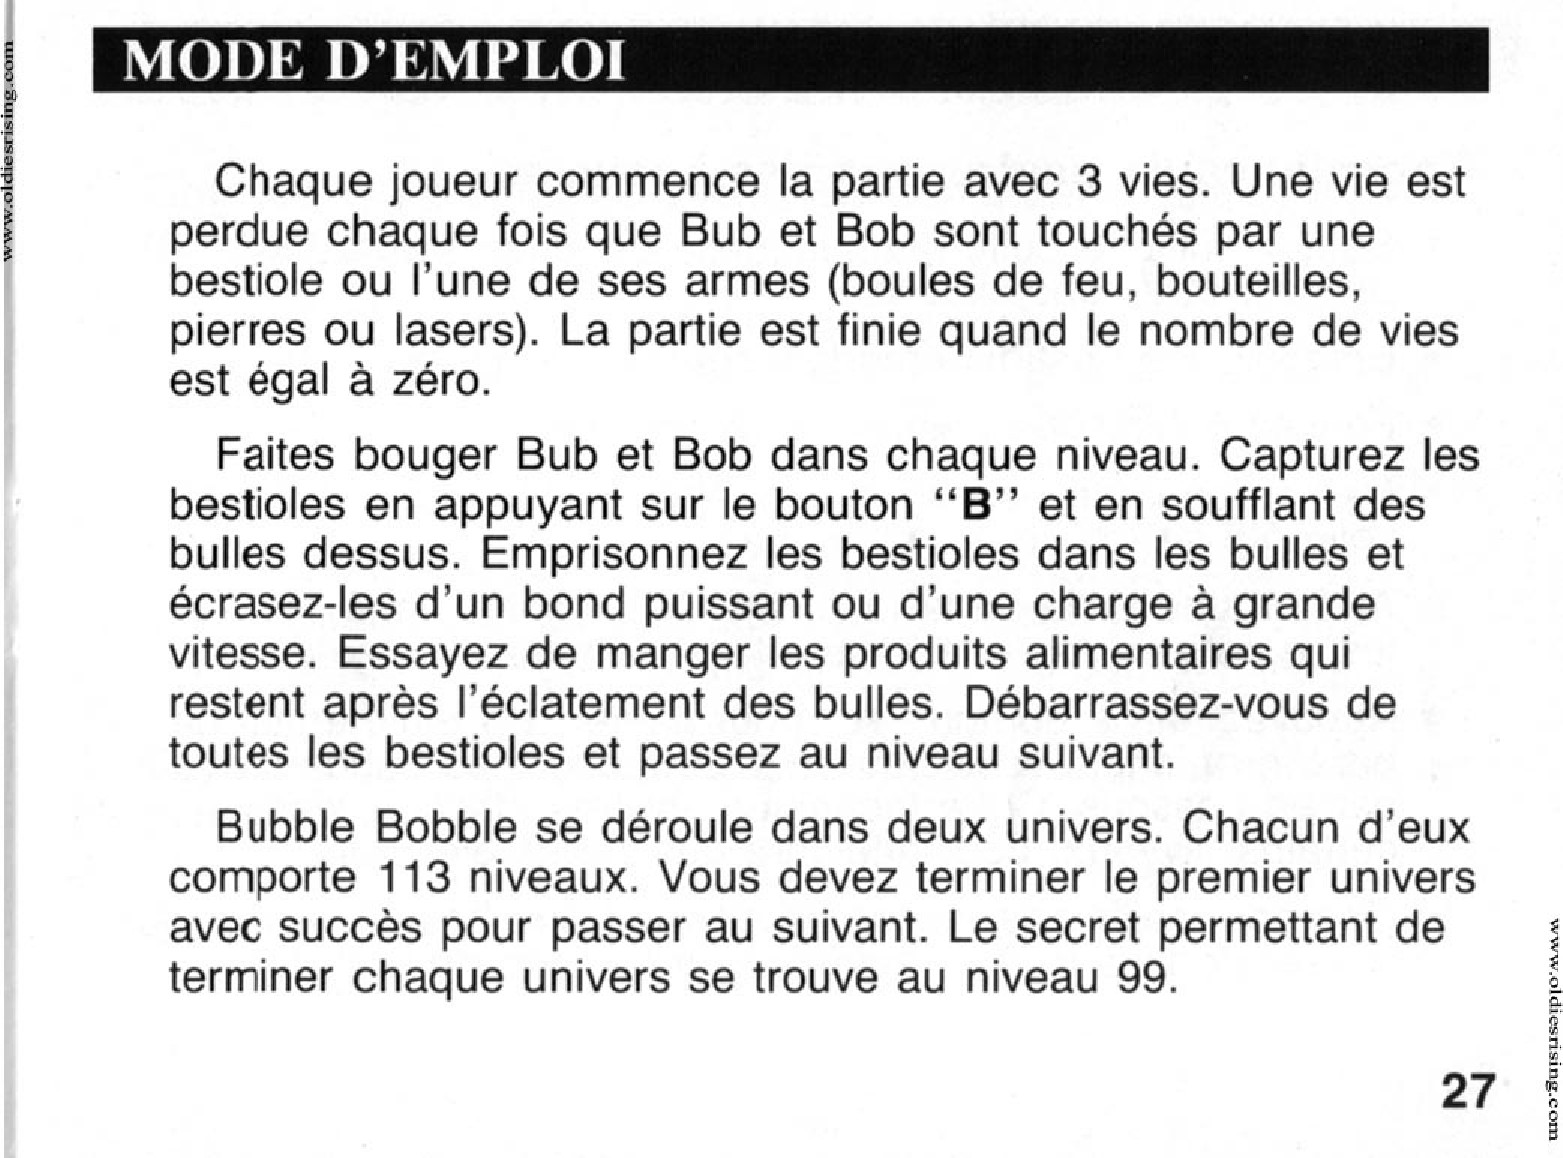 www.oldiesrising.com
MODE D'EMPLOI
Chaque joueur commence la partie avec 3 vies. Une vie est
perdue chaque fois que Bub et Bob sont touchés par une
bestiole ou l'une de ses armes (boules de feu, bouteilles,
pierres ou lasers). La partie est finie quand le nombre de vies
est égal à zéro.
Faites bouger Bub et Bob dans chaque niveau. Capturez les
bestioles en appuyant sur le bouton "B" et en soufflant des
bulles dessus. Emprisonnez les bestioles dans les bulles et
écrasez-les d'un bond puissant ou d'une charge à grande
vitesse. Essayez de manger les produits alimentaires qui
restent après l'éclatement des bulles. Débarrassez-vous de
toutes les bestioles et passez au niveau suivant.
Bubble Bobble se déroule dans deux univers. Chacun d'eux
comporte 113 niveaux. Vous devez terminer le premier univers
avec succès pour passer au suivant. Le secret permettant de
terminer chaque univers se trouve au niveau 99.
27
www.oldiesrising.com